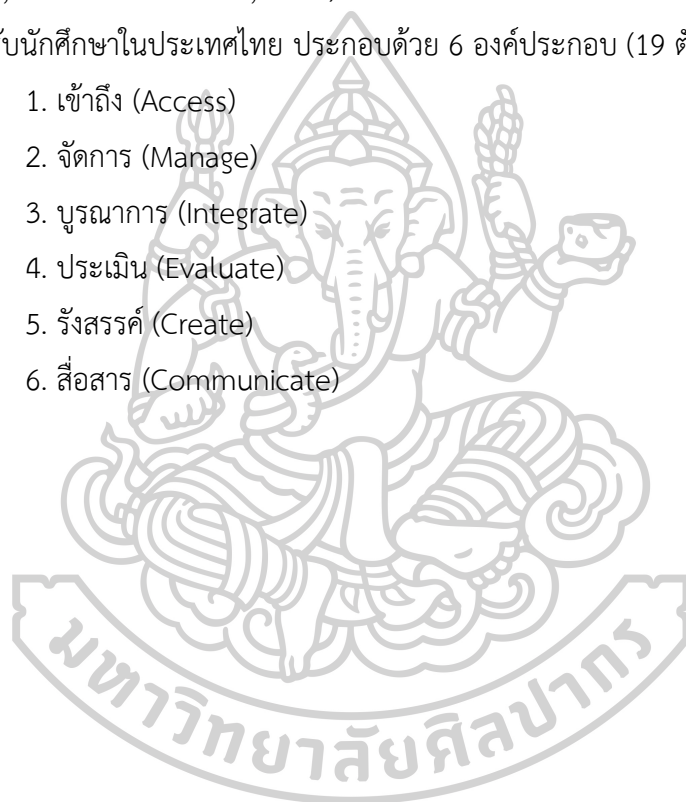 นักศึกษาในประเทศไทย ประกอบด้วย 6 องค์ประกอบ (19
1. เข้าถึง (Access)
2. จัดการ (Manage)
3. บูรณาการ (Integrate)
4. ประเมิน (Evaluate)
5. รังสรรค์ (Create)
6. สื่อสาร (Communicate)
มหาวิทยาลัยศิลปากร